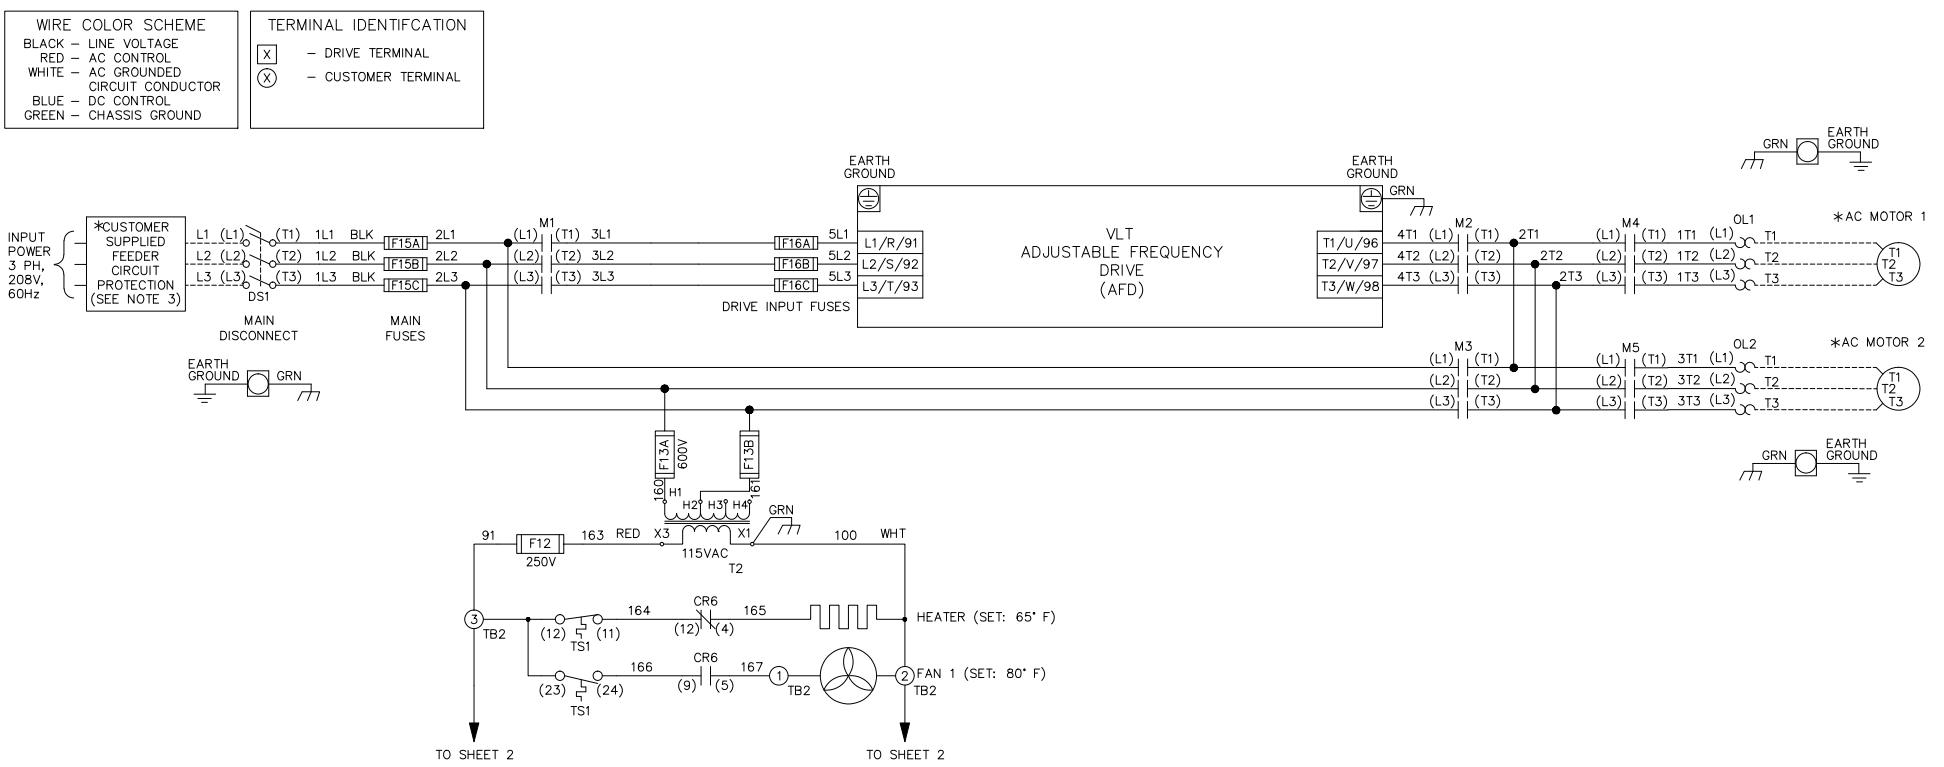 WIRE COLOR SCHEME
BLACK – LINE VOLTAGE
RED – AC CONTROL
WHITE – AC GROUNDED
CIRCUIT CONDUCTOR
BLUE – DC CONTROL
GREEN – CHASSIS GROUND
TERMINAL IDENTIFCATION
X – DRIVE TERMINAL
X – CUSTOMER TERMINAL
INPUT
POWER
3 PH,
208V,
60Hz
*CUSTOMER
SUPPLIED
FEEDER
CIRCUIT
PROTECTION
(SEE NOTE 3)
L1 (L1) (T1) 1L1 BLK F15A 2L1 (L1) M1 (T1) 3L1 F16A 5L1 L1/R/91
L2 (L2) (T2) 1L2 BLK F15B 2L2 (L2) (T2) 3L2 F16B 5L2 L2/S/92
L3 (L3) (T3) 1L3 BLK F15C 2L3 (L3) (T3) 3L3 F16C 5L3 L3/T/93
DS1
MAIN
DISCONNECT
MAIN
FUSES
DRIVE INPUT FUSES
EARTH
GROUND
GRN
EARTH
GROUND
VLT
ADJUSTABLE FREQUENCY
DRIVE
(AFD)
EARTH
GROUND
GRN
T1/U/96 4T1 (L1) M2 (T1) 2T1 (L1) M4 (T1) 1T1 (L1) OL1 T1
T2/V/97 4T2 (L2) (T2) 2T2 (L2) (T2) 1T2 (L2) T2
T3/W/98 4T3 (L3) (T3) 2T3 (L3) (T3) 1T3 (L3) T3
*AC MOTOR 1
T1
T2
T3
GRN
EARTH
GROUND
(L1) M3 (T1) (L1) M5 (T1) 3T1 (L1) OL2 T1
(L2) (T2) (L2) (T2) 3T2 (L2) T2
(L3) (T3) (L3) (T3) 3T3 (L3) T3
*AC MOTOR 2
T1
T2
T3
GRN
EARTH
GROUND
F13A
600V
F13B
160
161
H1
H2 H3 H4
GRN
91 F12 163 RED X3 X1 100 WHT
250V
115VAC
T2
3
TB2
(12) (11)
TS1
164
CR6
(12) (4)
165
HEATER (SET: 65° F)
(23) (24)
TS1
166
CR6
(9) (5)
167
1
TB2
2
TB2
FAN 1 (SET: 80° F)
TO SHEET 2
TO SHEET 2